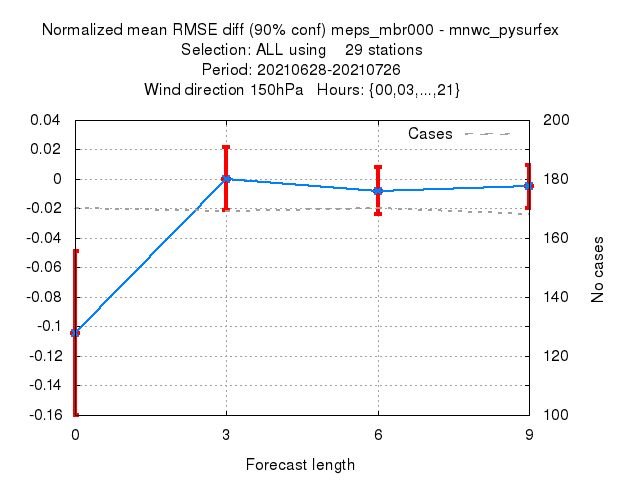 Normalized mean RMSE diff (90% conf) meps_mbr000 - mnwc_pysurfex
Selection: ALL using 29 stations
Period: 20210628-20210726
Wind direction 150hPa Hours: {00,03,...,21}
Cases
0.04
0.02
0
-0.02
-0.04
-0.06
-0.08
-0.1
-0.12
-0.14
-0.16
200
180
160
140
120
100
No cases
0 3 6 9
Forecast length